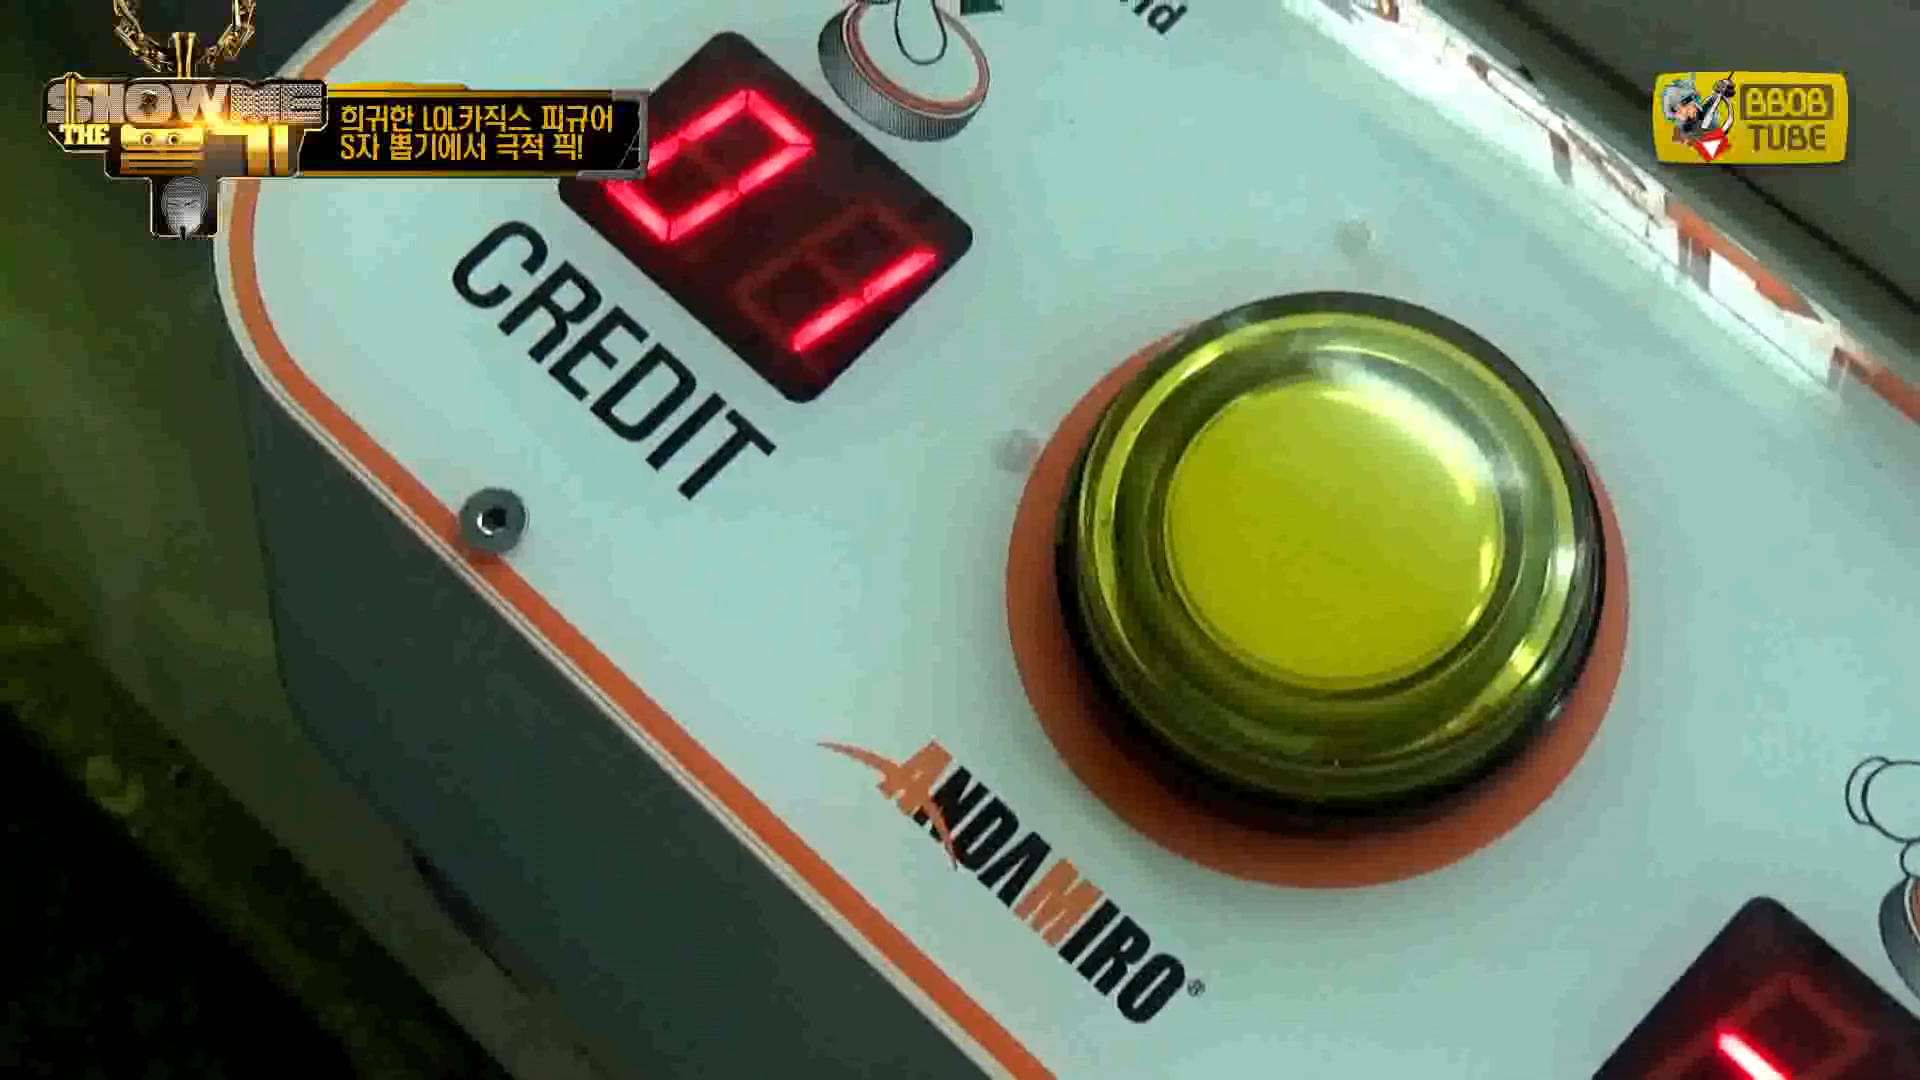 SHOW ME
THE
희귀한 LOL카직스 피규어
S자 뽑기에서 극적 픽!
BBOB
TUBE
01
CREDIT
ANDAMIRO®